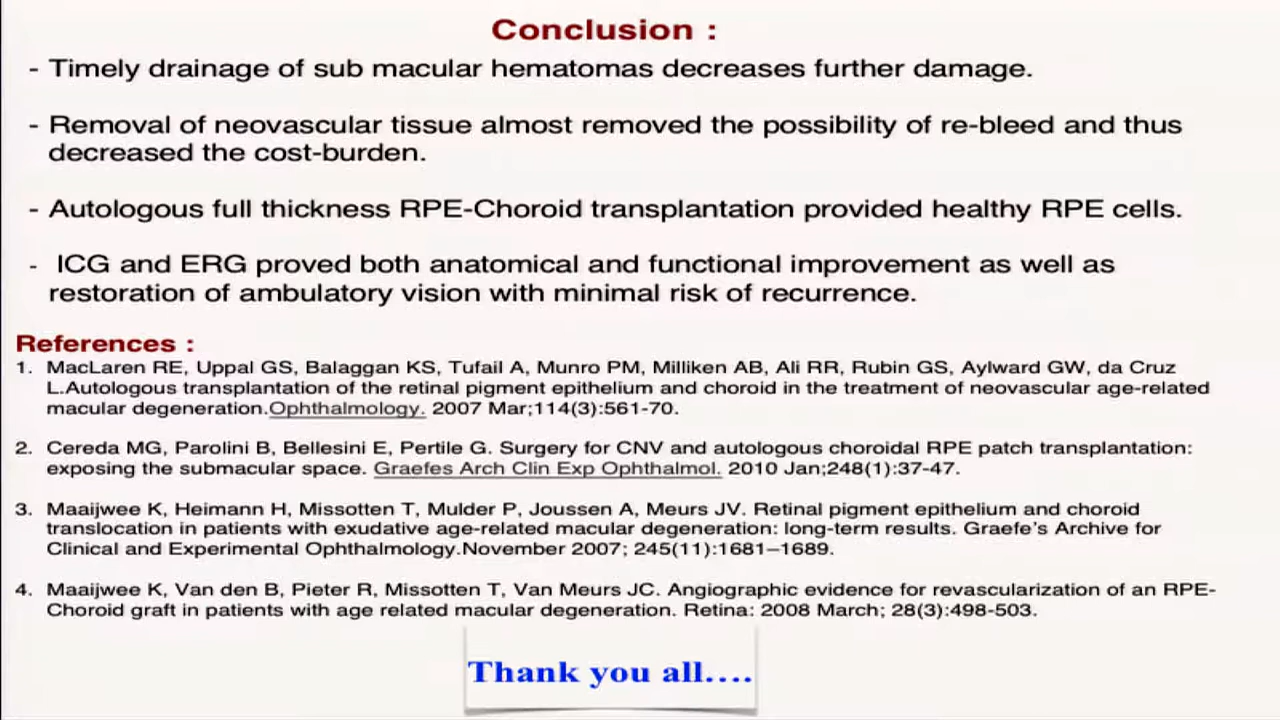 Conclusion :
- Timely drainage of sub macular hematomas decreases further damage.
- Removal of neovascular tissue almost removed the possibility of re-bleed and thus
decreased the cost-burden.
- Autologous full thickness RPE-Choroid transplantation provided healthy RPE cells.
- ICG and ERG proved both anatomical and functional improvement as well as
restoration of ambulatory vision with minimal risk of recurrence.
References :
1. MacLaren RE, Uppal GS, Balaggan KS, Tufail A, Munro PM, Milliken AB, Ali RR, Rubin GS, Aylward GW, da Cruz
L.Autologous transplantation of the retinal pigment epithelium and choroid in the treatment of neovascular age-related
macular degeneration.Ophthalmology. 2007 Mar;114(3):561-70.
2. Cereda MG, Parolini B, Bellesini E, Pertile G. Surgery for CNV and autologous choroidal RPE patch transplantation:
exposing the submacular space. Graefes Arch Clin Exp Ophthalmol. 2010 Jan;248(1):37-47.
3. Maaijwee K, Heimann H, Missotten T, Mulder P, Joussen A, Meurs JV. Retinal pigment epithelium and choroid
translocation in patients with exudative age-related macular degeneration: long-term results. Graefe's Archive for
Clinical and Experimental Ophthalmology.November 2007; 245(11):1681–1689.
4. Maaijwee K, Van den B, Pieter R, Missotten T, Van Meurs JC. Angiographic evidence for revascularization of an RPE-
Choroid graft in patients with age related macular degeneration. Retina: 2008 March; 28(3):498-503.
Thank you all....